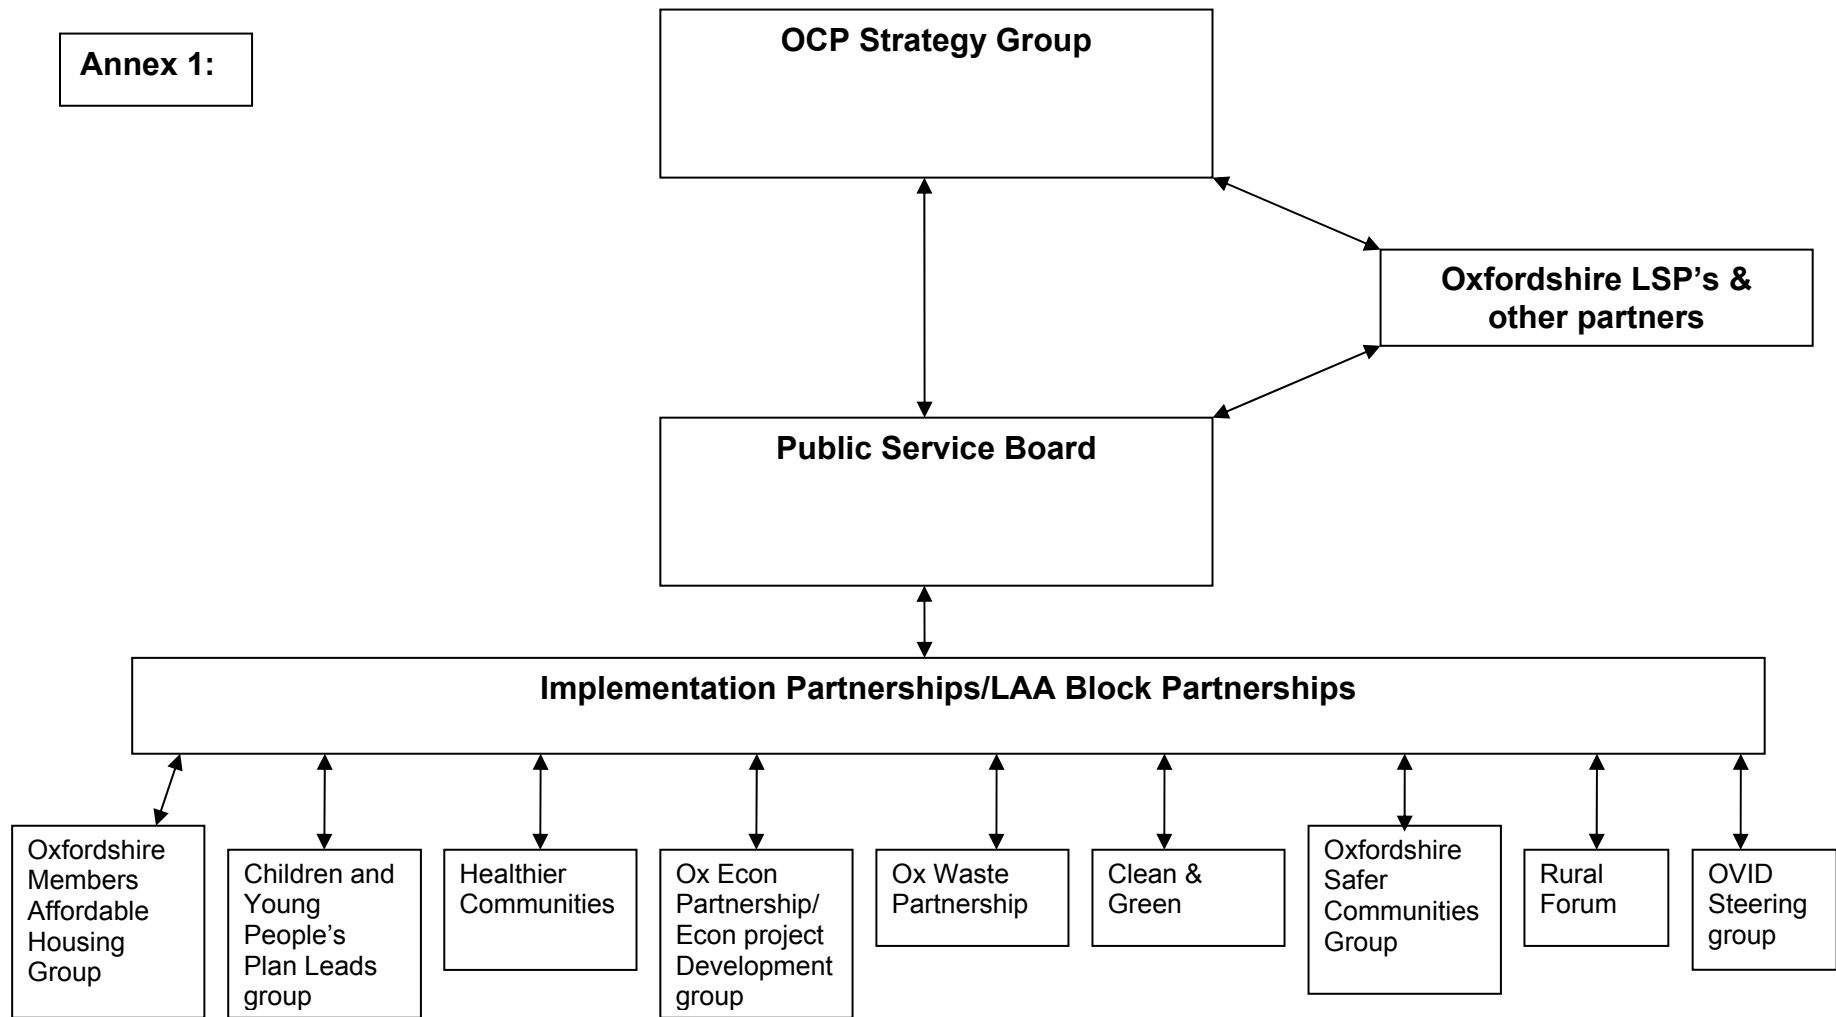 Annex 1:
OCP Strategy Group
Oxfordshire LSP’s &
other partners
Public Service Board
Implementation Partnerships/LAA Block Partnerships
Oxfordshire
Members
Affordable
Housing
Group
Children and
Young
People’s
Plan Leads
group
Healthier
Communities
Ox Econ
Partnership/
Econ project
Development
group
Ox Waste
Partnership
Clean &
Green
Oxfordshire
Safer
Communities
Group
Rural
Forum
OVID
Steering
group